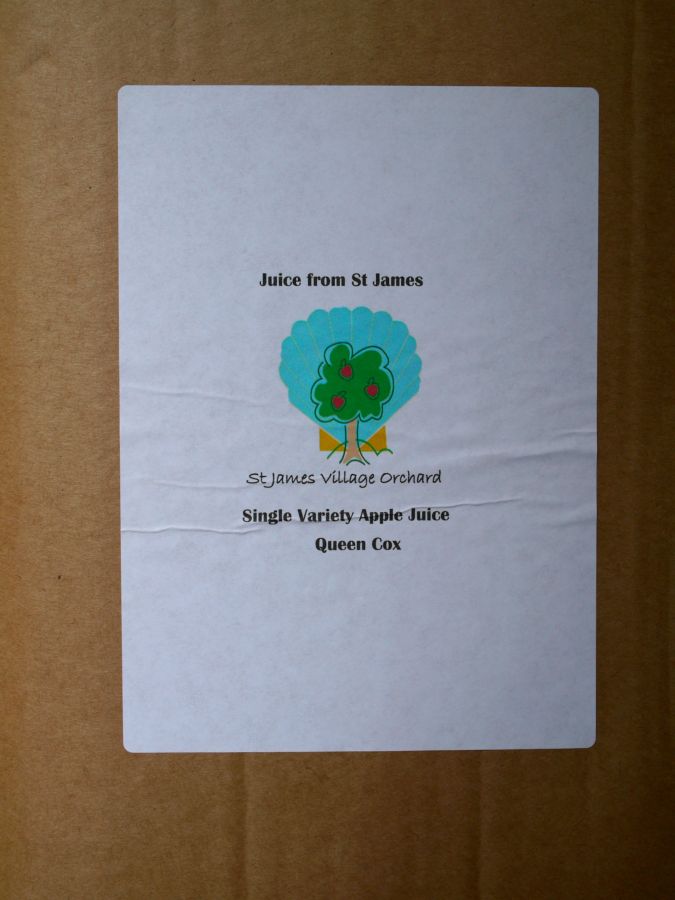 Juice from St James
St James Village Orchard
Single Variety Apple Juice
Queen Cox